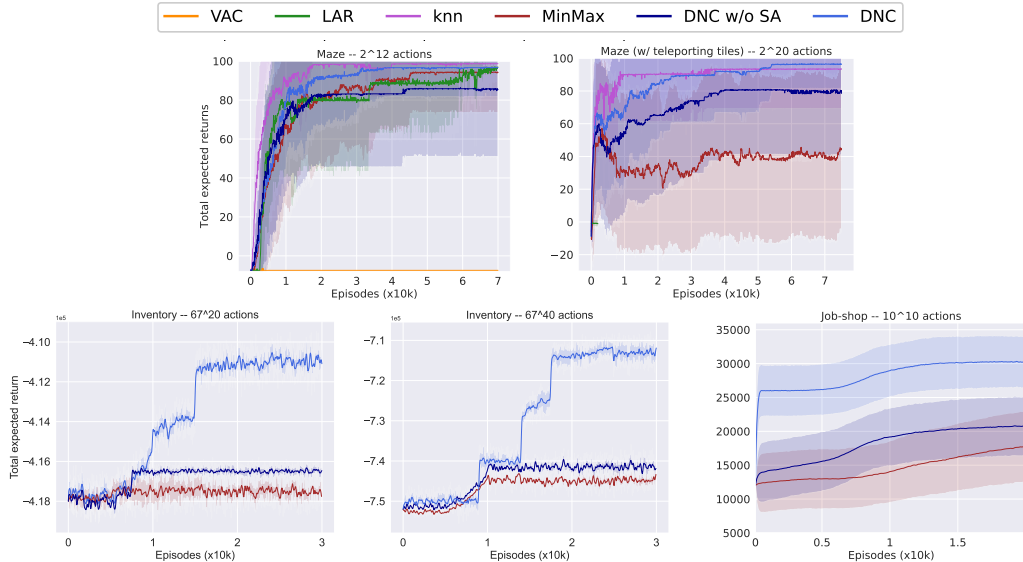 VAC LAR knn MinMax DNC w/o SA DNC
Maze -- 2^12 actions
Total expected returns
100
80
60
40
20
0
0 1 2 3 4 5 6 7
Episodes (x10k)
Maze (w/ teleporting tiles) -- 2^20 actions
100
80
60
40
20
0
−20
0 1 2 3 4 5 6 7
Episodes (x10k)
Inventory -- 67^20 actions
1e5
Total expected return
−4.10
−4.12
−4.14
−4.16
−4.18
0 1 2 3
Episodes (x10k)
Inventory -- 67^40 actions
1e5
−7.1
−7.2
−7.3
−7.4
−7.5
0 1 2 3
Episodes (x10k)
Job-shop -- 10^10 actions
35000
30000
25000
20000
15000
10000
5000
0 0.5 1 1.5
Episodes (x10k)